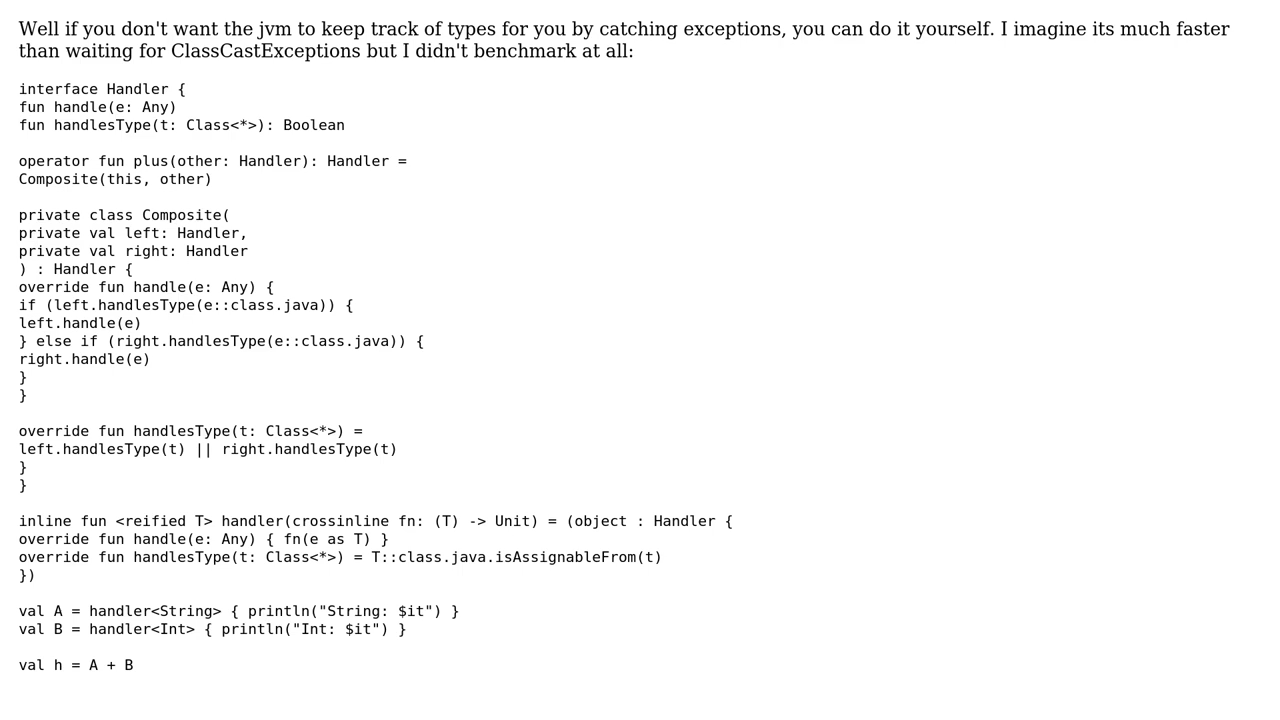 Well if you don't want the jvm to keep track of types for you by catching exceptions, you can do it yourself. I imagine its much faster
than waiting for ClassCastExceptions but I didn't benchmark at all:
interface Handler {
fun handle(e: Any)
fun handlesType(t: Class<*>): Boolean
operator fun plus(other: Handler): Handler =
Composite(this, other)
private class Composite(
private val left: Handler,
private val right: Handler
) : Handler {
override fun handle(e: Any) {
if (left.handlesType(e::class.java)) {
left.handle(e)
} else if (right.handlesType(e::class.java)) {
right.handle(e)
}
}
override fun handlesType(t: Class<*>) =
left.handlesType(t) || right.handlesType(t)
}
}
inline fun <reified T> handler(crossinline fn: (T) -> Unit) = (object : Handler {
override fun handle(e: Any) { fn(e as T) }
override fun handlesType(t: Class<*>) = T::class.java.isAssignableFrom(t)
})
val A = handler<String> { println("String: $it") }
val B = handler<Int> { println("Int: $it") }
val h = A + B